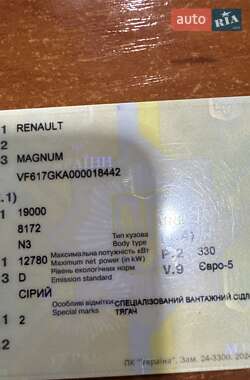 AUTO RIA
1 RENAULT
2
3 MAGNUM
VF617GKA000018442
.1)
1 19000
8172
N3 Тип кузова
Body type
1 12780 Максимальна потужність кВт P.2 330
3 D Maximum net power (in kW)
Рівень екологічних норм V.9 Євро-5
Emission standard
СІРИЙ
Особливі відмітки СПЕЦІАЛІЗОВАНИЙ ВАНТАЖНИЙ СІДЛ
1 2 Special marks ТЯГАЧ
2
ПК "Україна", Зам. 24-3300, 20